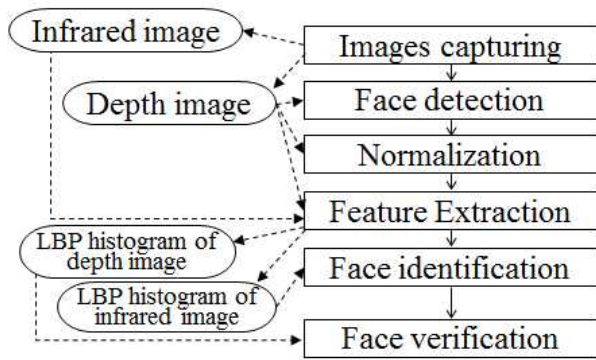 Infrared image
Images capturing
Depth image
Face detection
Normalization
Feature Extraction
LBP histogram of
depth image
Face identification
LBP histogram of
infrared image
Face verification